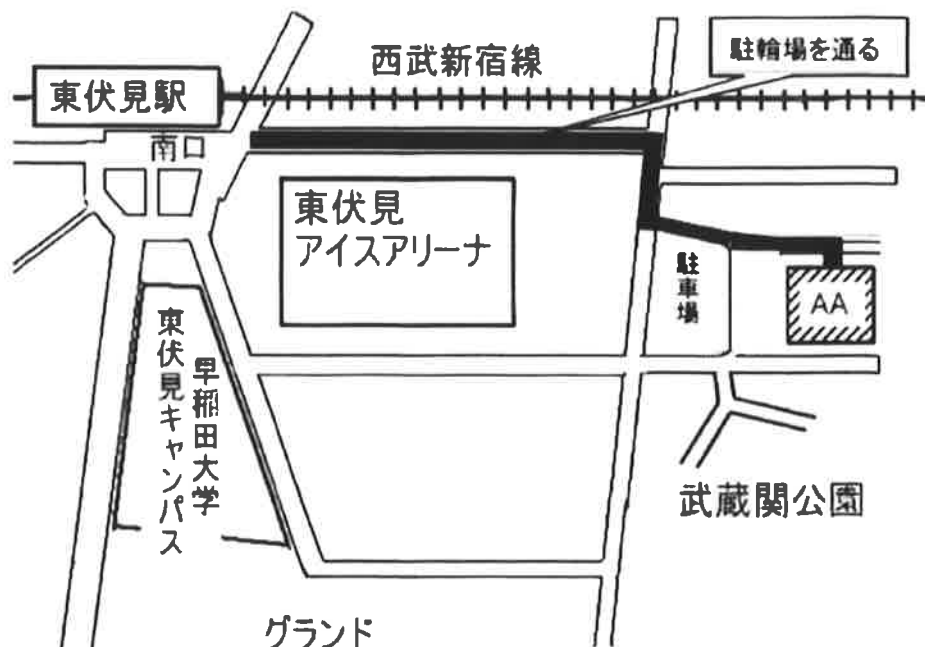 西武新宿線
駐輪場を通る
東伏見駅
南口
東伏見
アイスアリーナ
駐車場
AA
早稲田大学
東伏見キャンパス
武蔵関公園
グランド